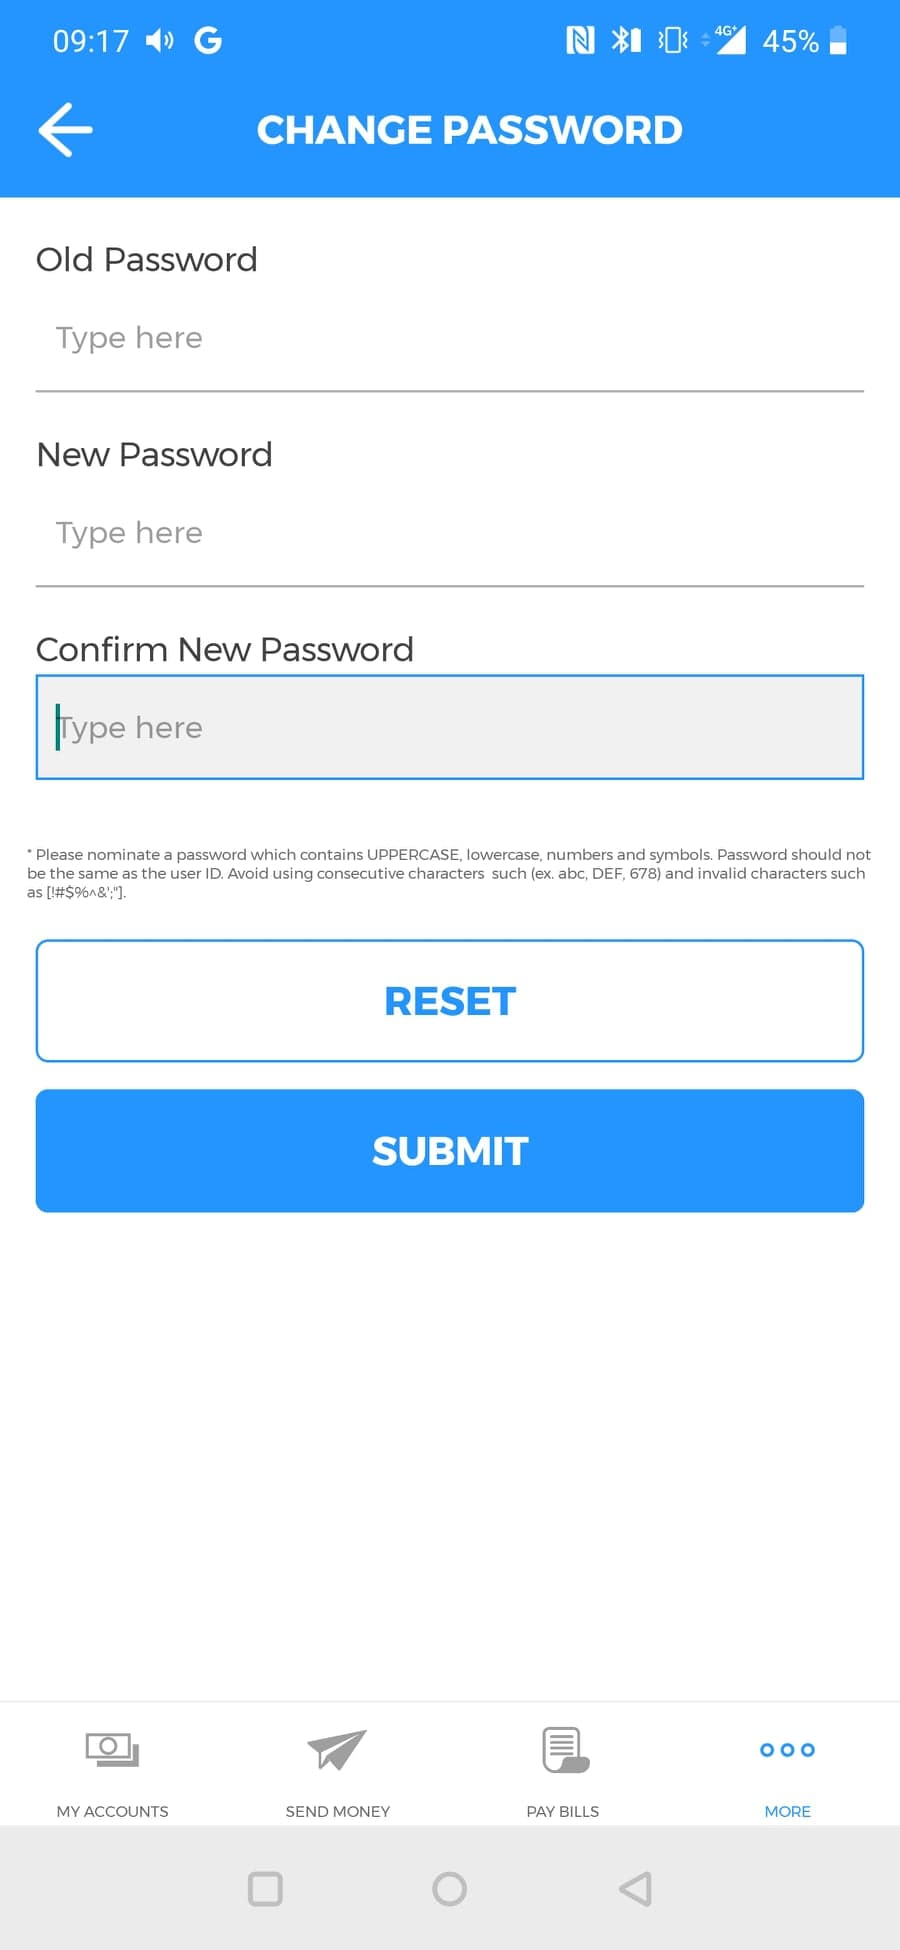 09:17
4G+ 45%
CHANGE PASSWORD
Old Password
Type here
New Password
Type here
Confirm New Password
Type here
* Please nominate a password which contains UPPERCASE, lowercase, numbers and symbols. Password should not
be the same as the user ID. Avoid using consecutive characters  such (ex. abc, DEF, 678) and invalid characters such
as [!#$%^&';"].
RESET
SUBMIT
MY ACCOUNTS
SEND MONEY
PAY BILLS
MORE